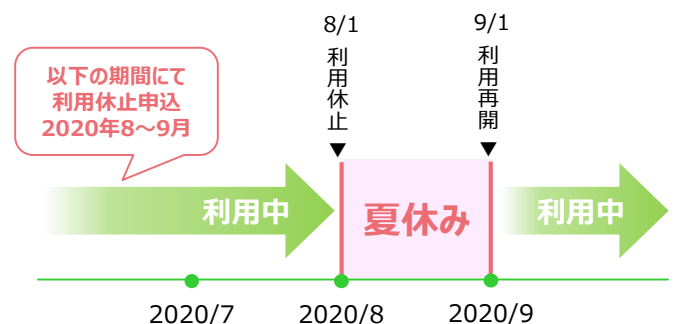 8/1
利用休止
▼
9/1
利用再開
▼
以下の期間にて
利用休止申込
2020年8～9月
利用中
夏休み
利用中
2020/7
2020/8
2020/9